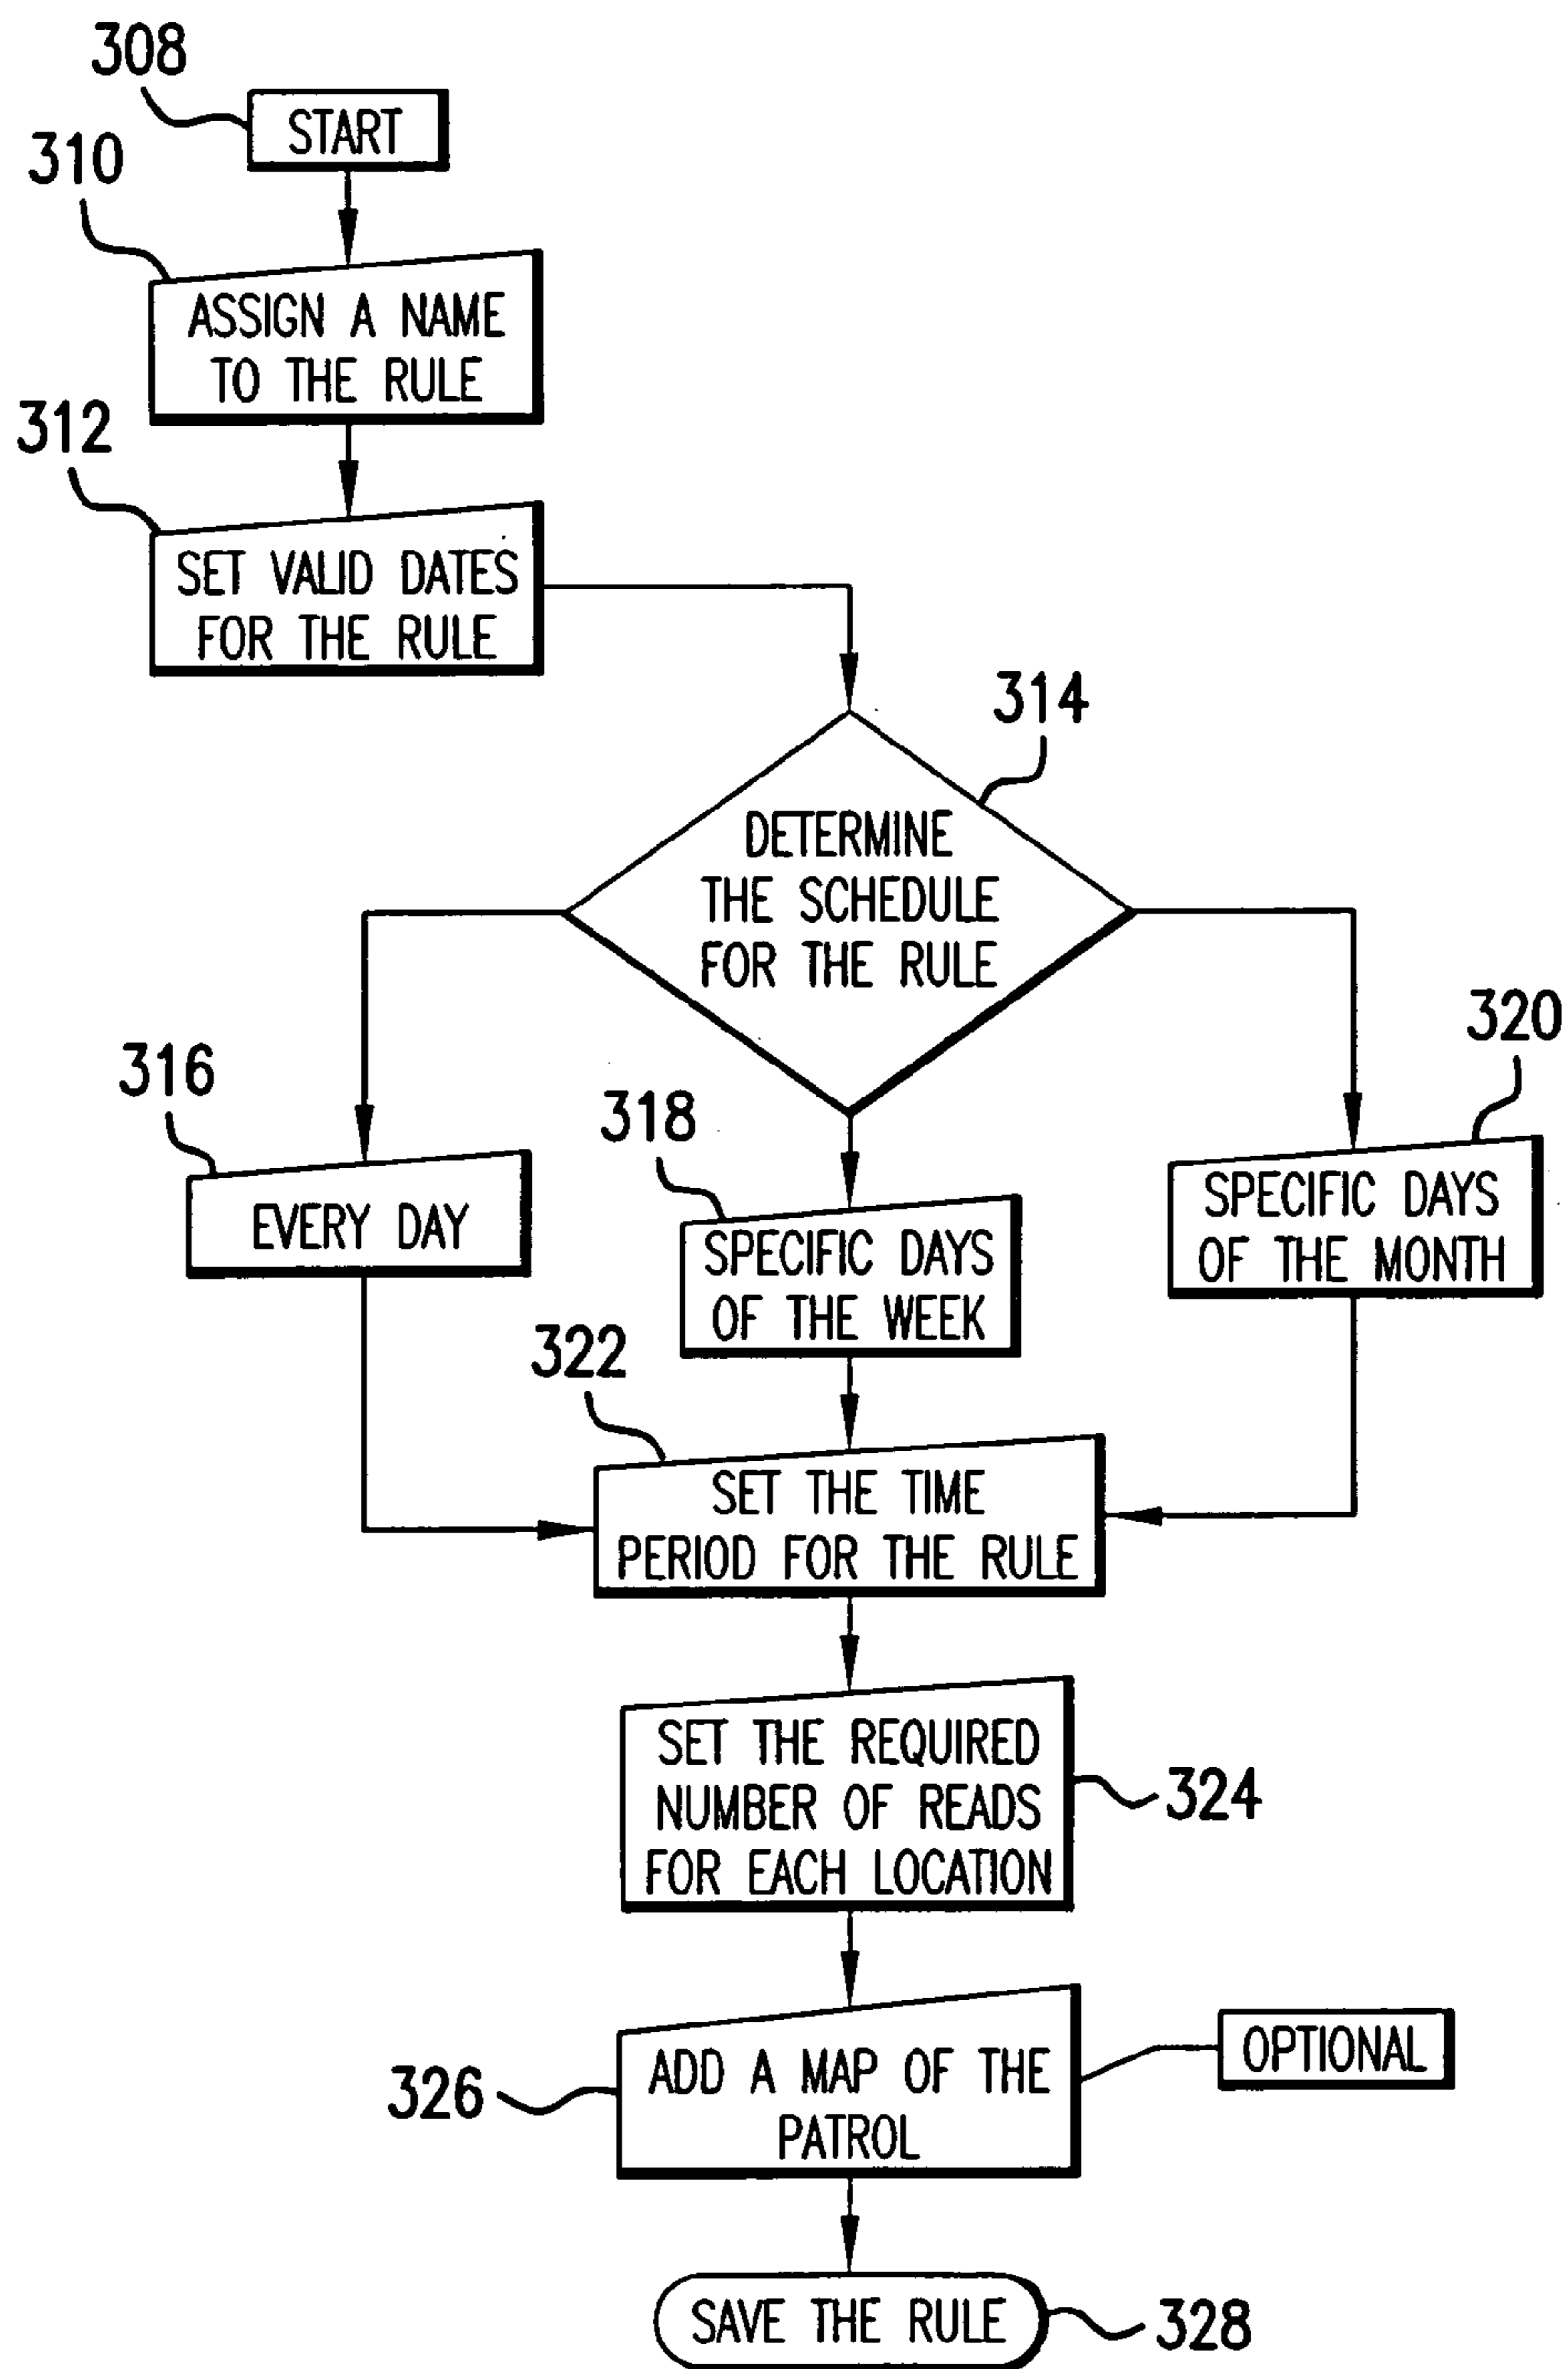 308
START
310
ASSIGN A NAME
TO THE RULE
312
SET VALID DATES
FOR THE RULE
314
DETERMINE
THE SCHEDULE
FOR THE RULE
316
EVERY DAY
318
SPECIFIC DAYS
OF THE WEEK
320
SPECIFIC DAYS
OF THE MONTH
322
SET THE TIME
PERIOD FOR THE RULE
SET THE REQUIRED
NUMBER OF READS
FOR EACH LOCATION
324
326
ADD A MAP OF THE
PATROL
OPTIONAL
SAVE THE RULE
328